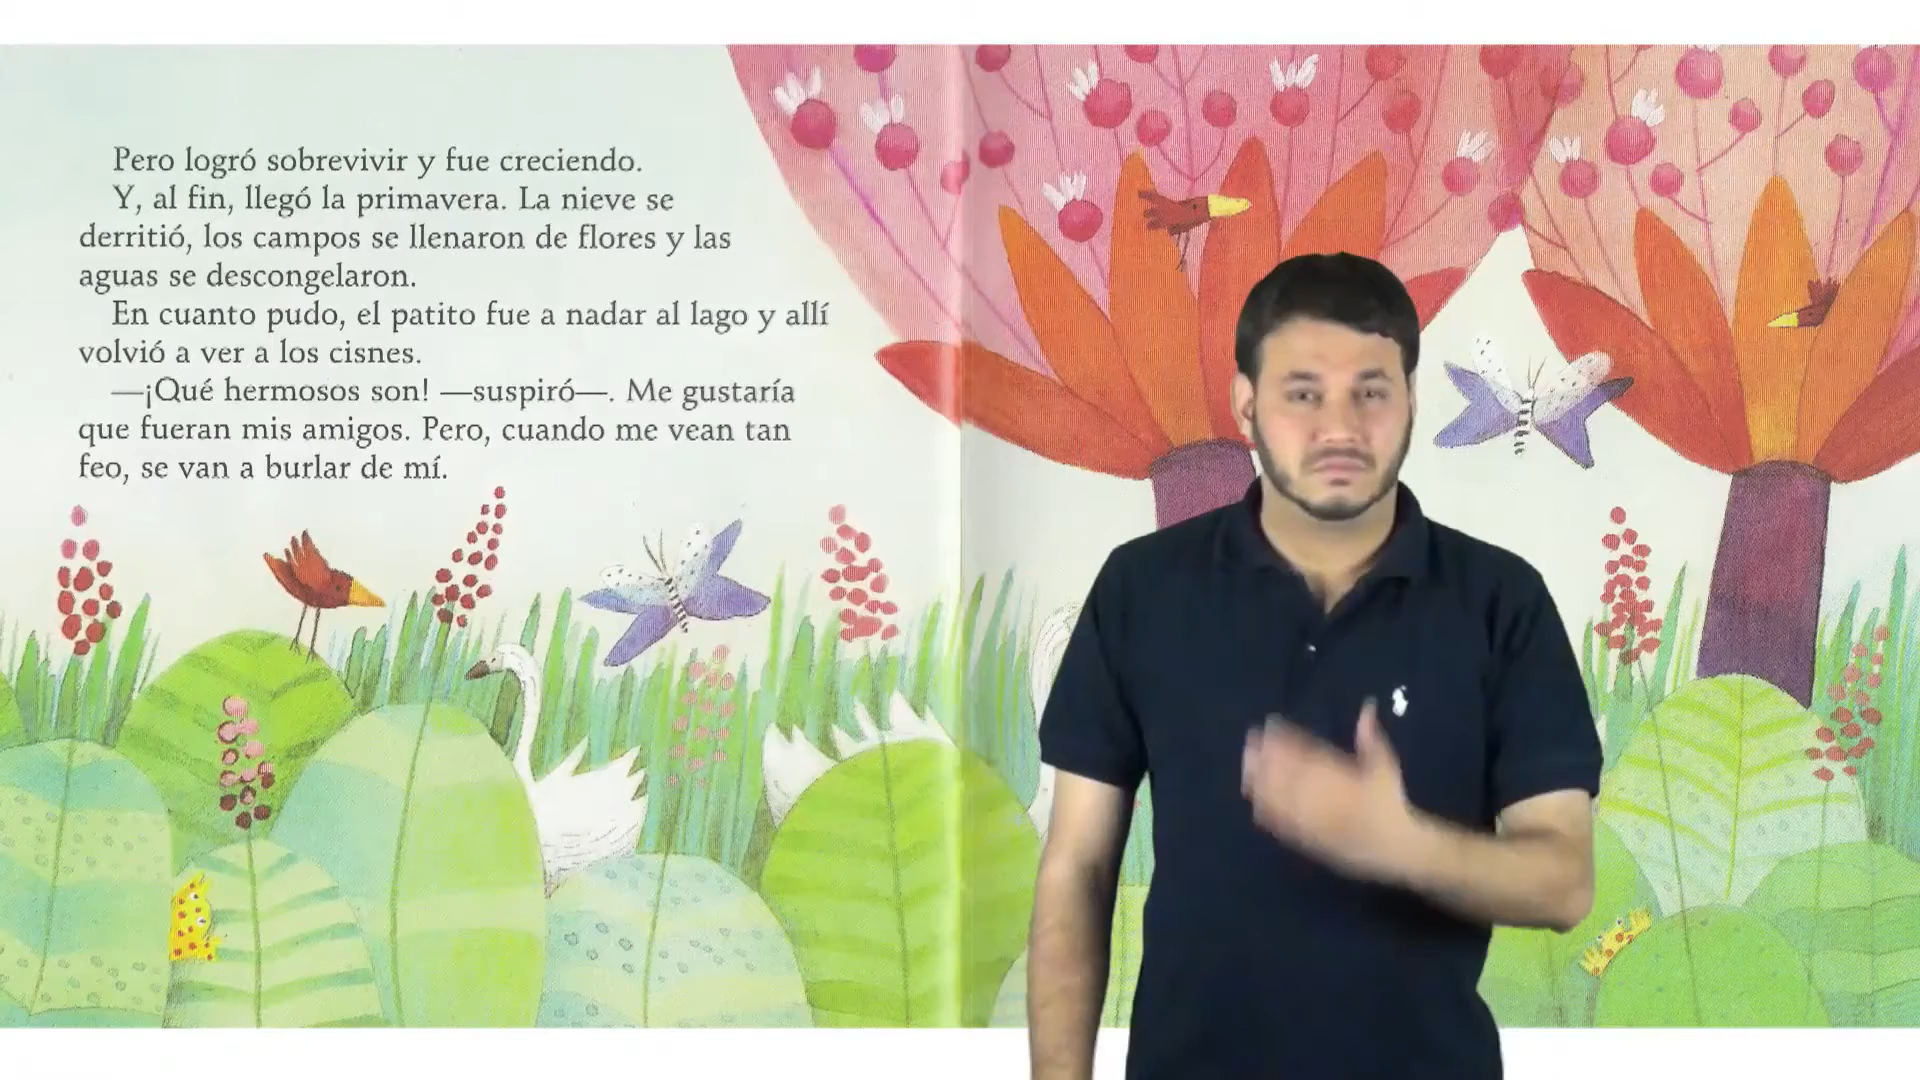 Pero logró sobrevivir y fue creciendo.
Y, al fin, llegó la primavera. La nieve se
derritió, los campos se llenaron de flores y las
aguas se descongelaron.
En cuanto pudo, el patito fue a nadar al lago y allí
volvió a ver a los cisnes.
—¡Qué hermosos son! —suspiró—. Me gustaría
que fueran mis amigos. Pero, cuando me vean tan
feo, se van a burlar de mí.